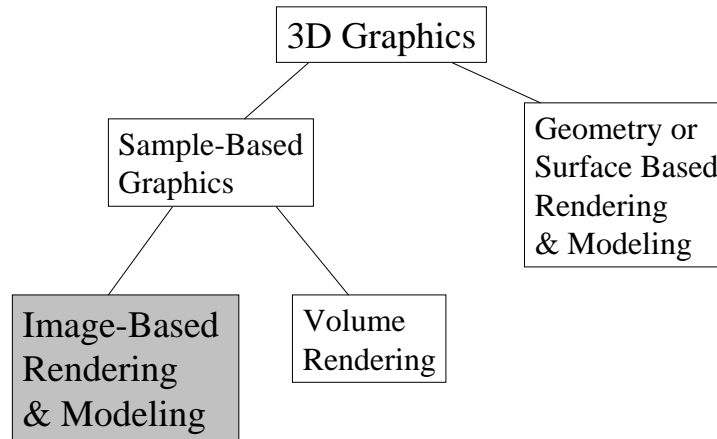 3D Graphics
Sample-Based
Graphics
Geometry or
Surface Based
Rendering
& Modeling
Image-Based
Rendering
& Modeling
Volume
Rendering